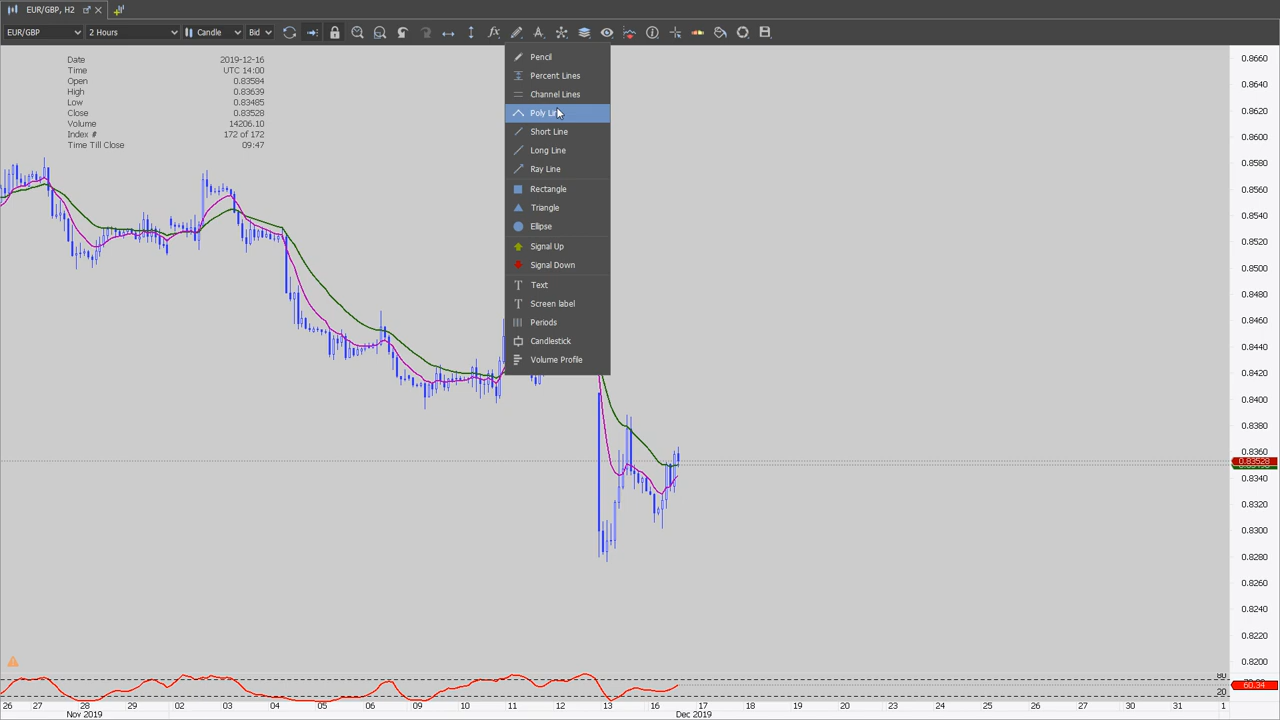 EUR/GBP, H2
EUR/GBP 2 Hours Candle Bid
Date 2019-12-16
Time UTC 14:00
Open 0.83584
High 0.83639
Low 0.83485
Close 0.83528
Volume 14206.10
Index # 172 of 172
Time Till Close 09:47
Pencil
Percent Lines
Channel Lines
Poly Line
Short Line
Long Line
Ray Line
Rectangle
Triangle
Ellipse
Signal Up
Signal Down
Text
Screen label
Periods
Candlestick
Volume Profile
0.8660
0.8640
0.8620
0.8600
0.8580
0.8560
0.8540
0.8520
0.8500
0.8480
0.8460
0.8440
0.8420
0.8400
0.8380
0.8360
0.83528
0.8340
0.8320
0.8300
0.8280
0.8260
0.8240
0.8220
0.8200
80
60.34
20
26 27 28 29 02 03 04 05 06 09 10 11 12 13 16 17 18 19 20 23 24 25 26 27 30 31 1
Nov 2019 Dec 2019